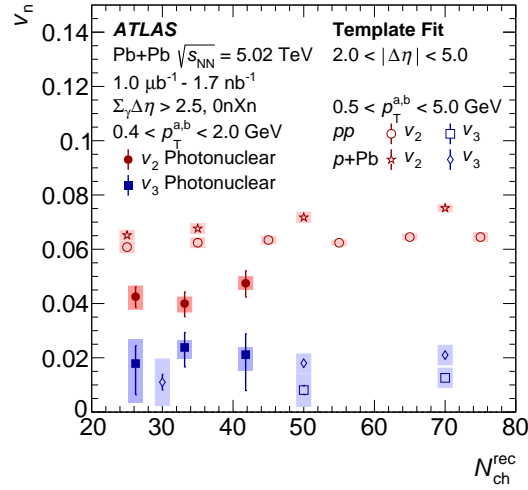 v_n
0.14
0.12
0.1
0.08
0.06
0.04
0.02
0
ATLAS
Pb+Pb √s_NN = 5.02 TeV
1.0 μb⁻¹ - 1.7 nb⁻¹
Σ_γ Δη > 2.5, 0nXn
0.4 < p_T^{a,b} < 2.0 GeV
v_2 Photonuclear
v_3 Photonuclear
Template Fit
2.0 < |Δη| < 5.0
0.5 < p_T^{a,b} < 5.0 GeV
pp v_2 v_3
p+Pb v_2 v_3
20 30 40 50 60 70 80
N_ch^rec